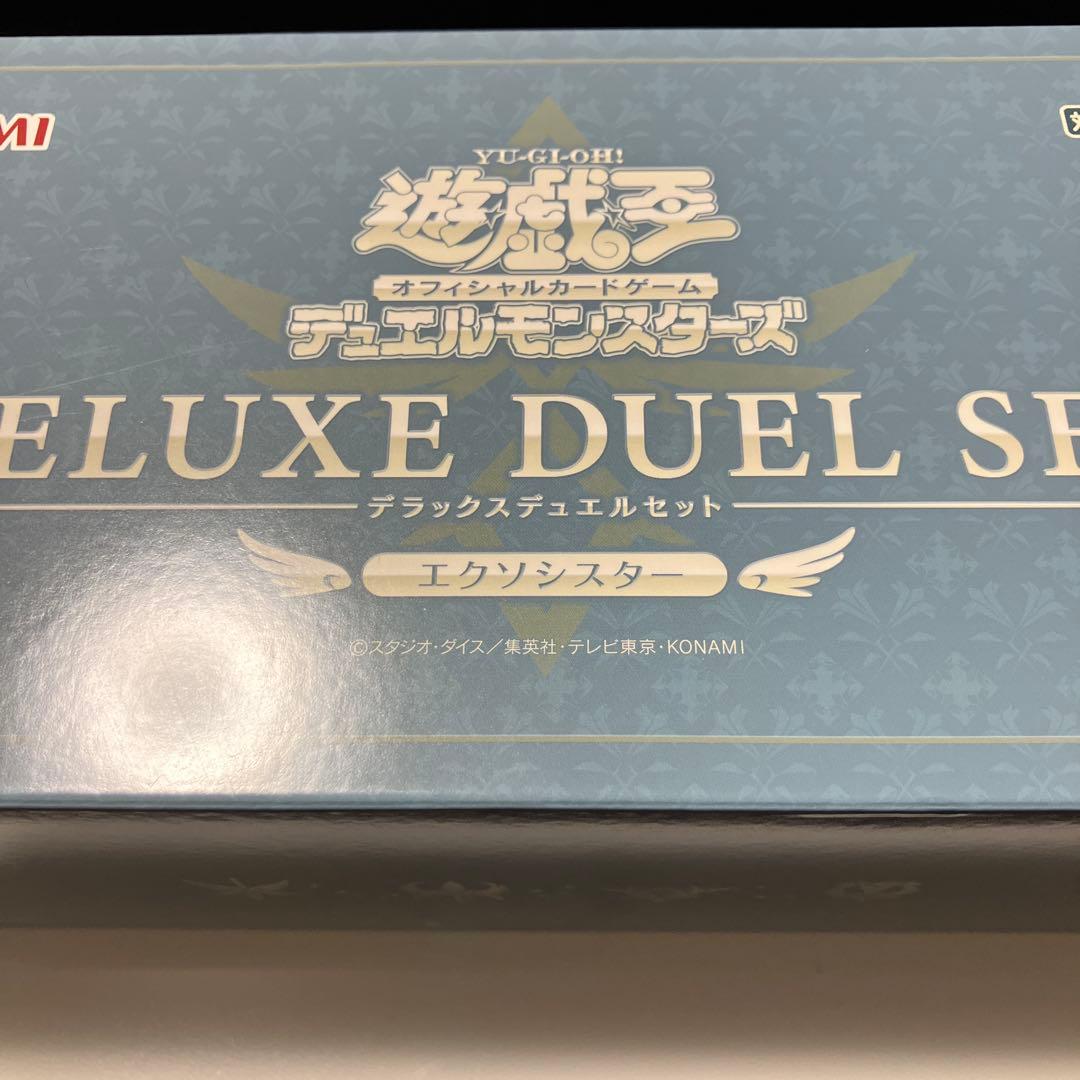 MI
YU-GI-OH!
遊戯王
オフィシャルカードゲーム
デュエルモンスターズ
ELUXE DUEL SE
デラックスデュエルセット
エクソシスター
©スタジオ・ダイス／集英社・テレビ東京・KONAMI